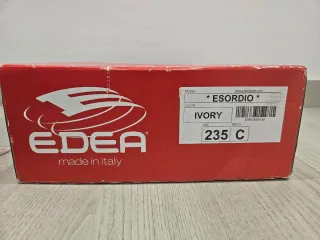 EDEA
made in italy
* ESORDIO *
IVORY
235 C